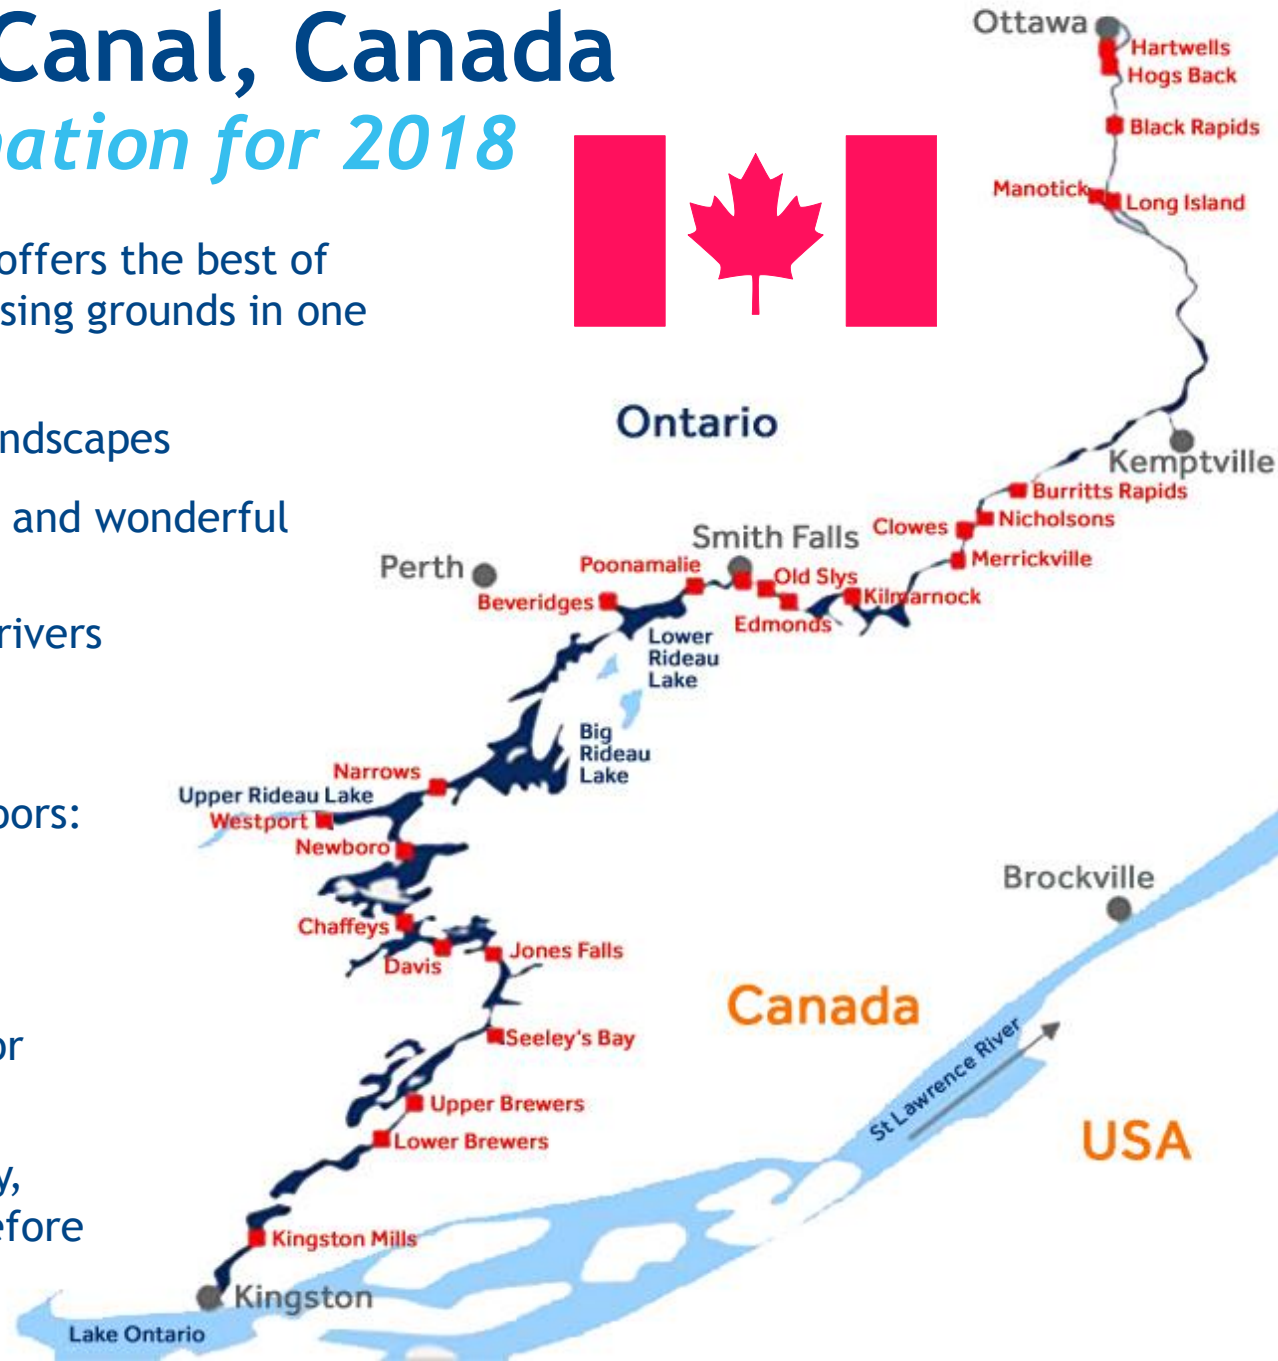 Canal, Canada
ation for 2018
offers the best of
sing grounds in one
ndscapes
and wonderful
rivers
oors:
or
y,
efore
Ottawa
Hartwells
Hogs Back
Black Rapids
Manotick
Long Island
Ontario
Kemptville
Burritts Rapids
Nicholsons
Clowes
Merrickville
Smith Falls
Perth
Poonamalie
Old Slys
Beveridges
Kilmarnock
Edmonds
Lower
Rideau
Lake
Big
Rideau
Lake
Narrows
Upper Rideau Lake
Westport
Newboro
Chaffeys
Davis
Jones Falls
Seeley's Bay
Upper Brewers
Lower Brewers
Kingston Mills
Kingston
Lake Ontario
Brockville
Canada
St Lawrence River
USA